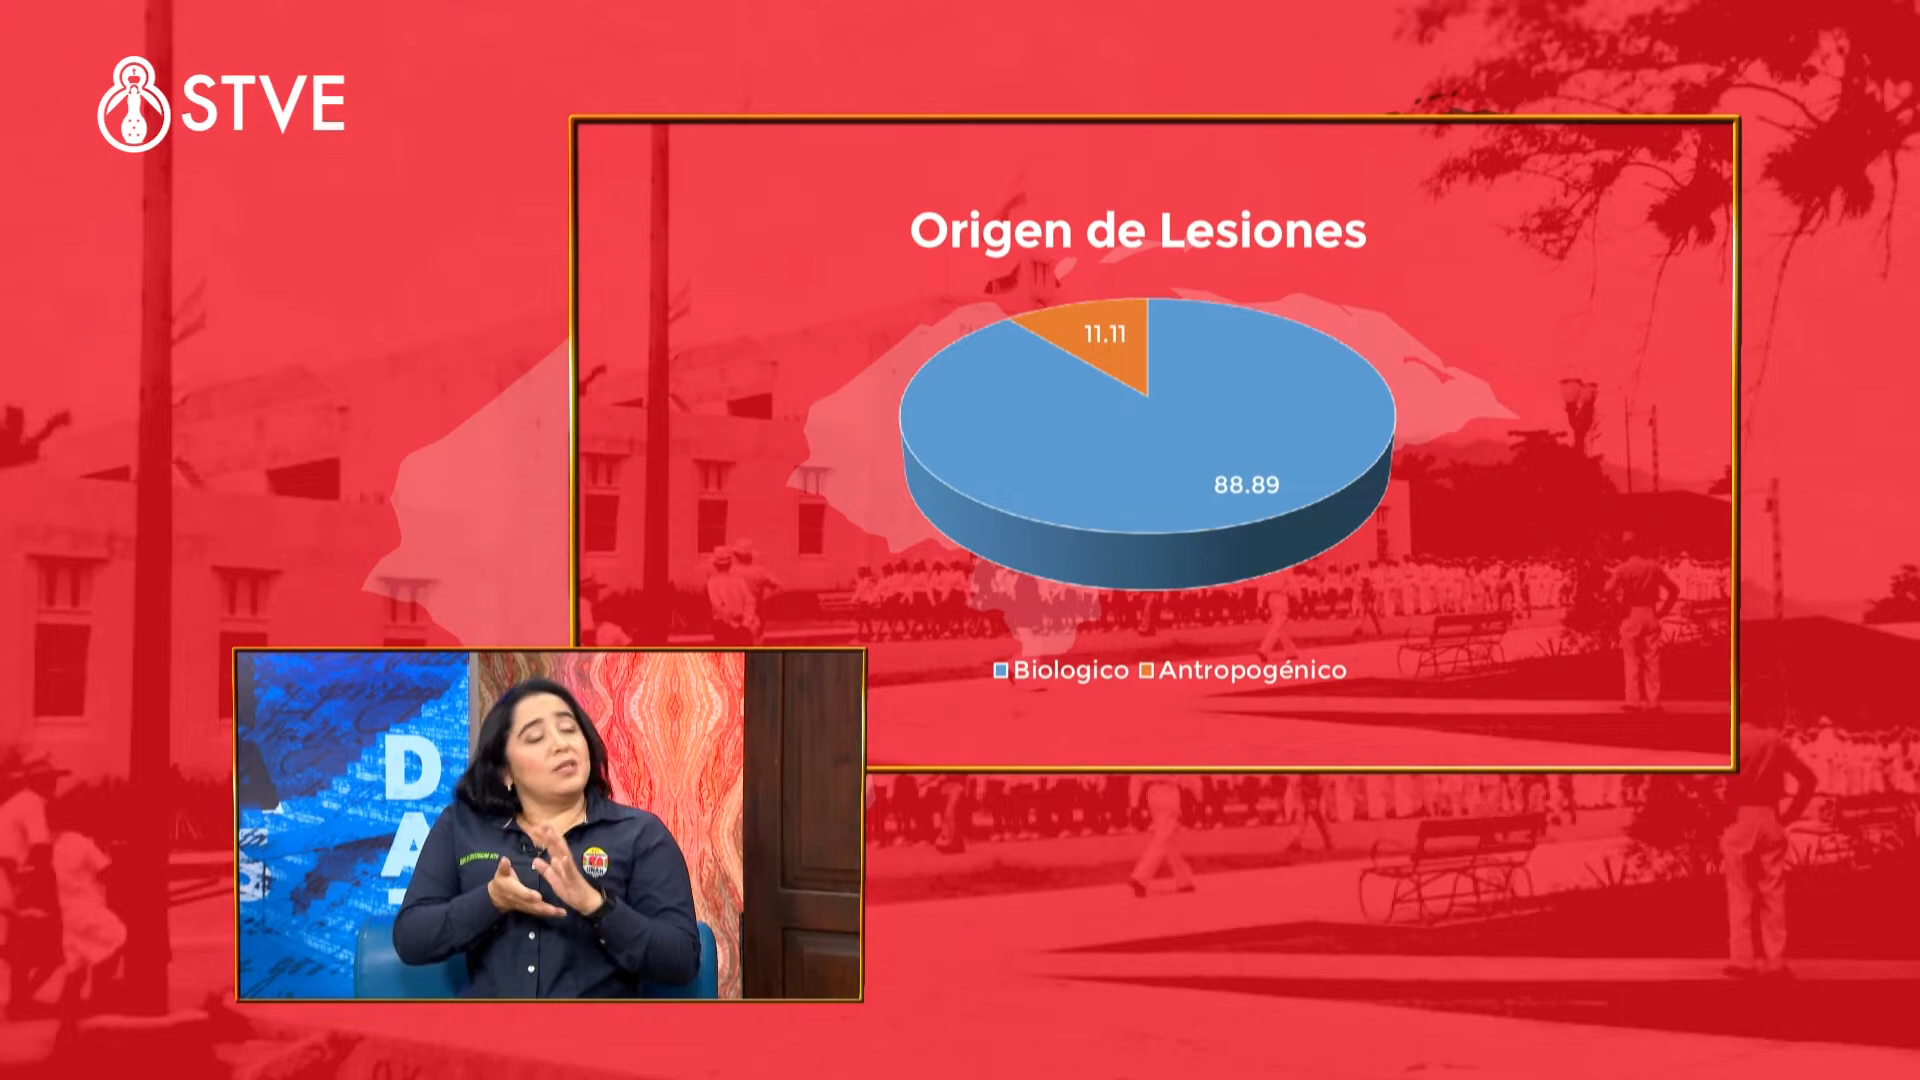 STVE
Origen de Lesiones
11.11
88.89
Biologico Antropogénico
D
A